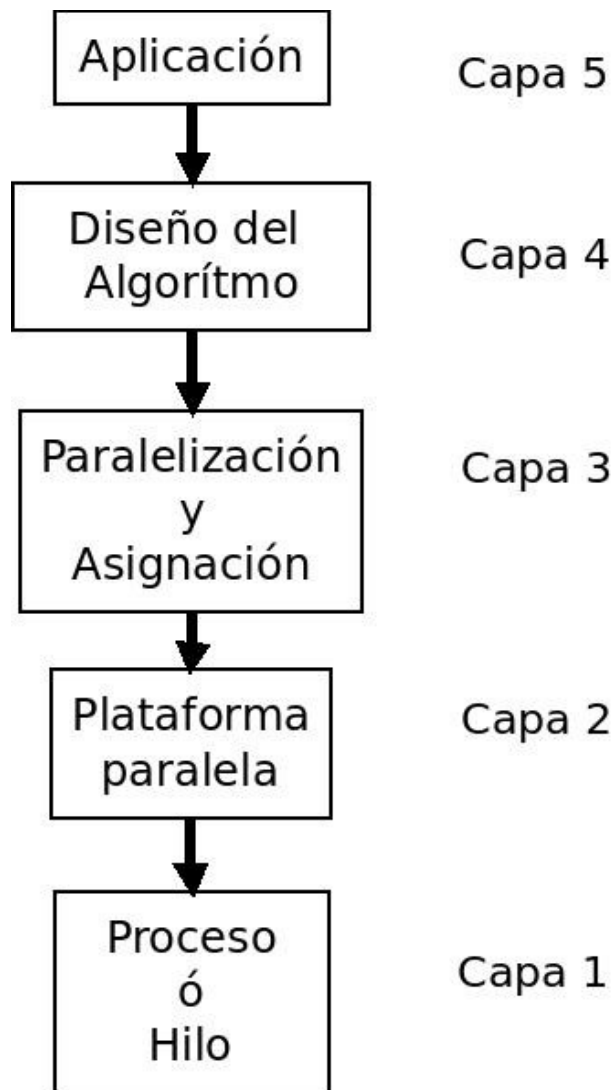 Aplicación
Capa 5
Diseño del
Algorítmo
Capa 4
Paralelización
y
Asignación
Capa 3
Plataforma
paralela
Capa 2
Proceso
ó
Hilo
Capa 1